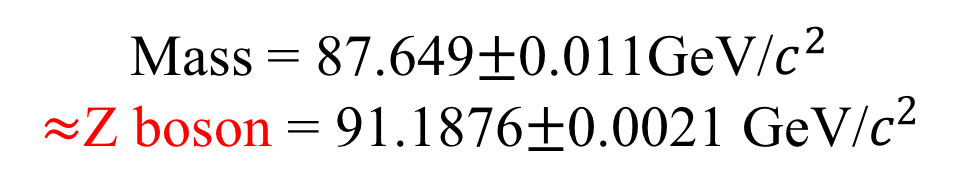 Mass = 87.649±0.011GeV/c²
≈Z boson = 91.1876±0.0021 GeV/c²